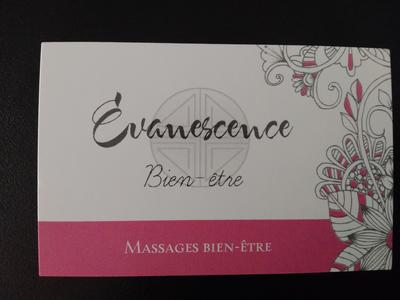 Évanescence
Bien-être
Massages bien-être